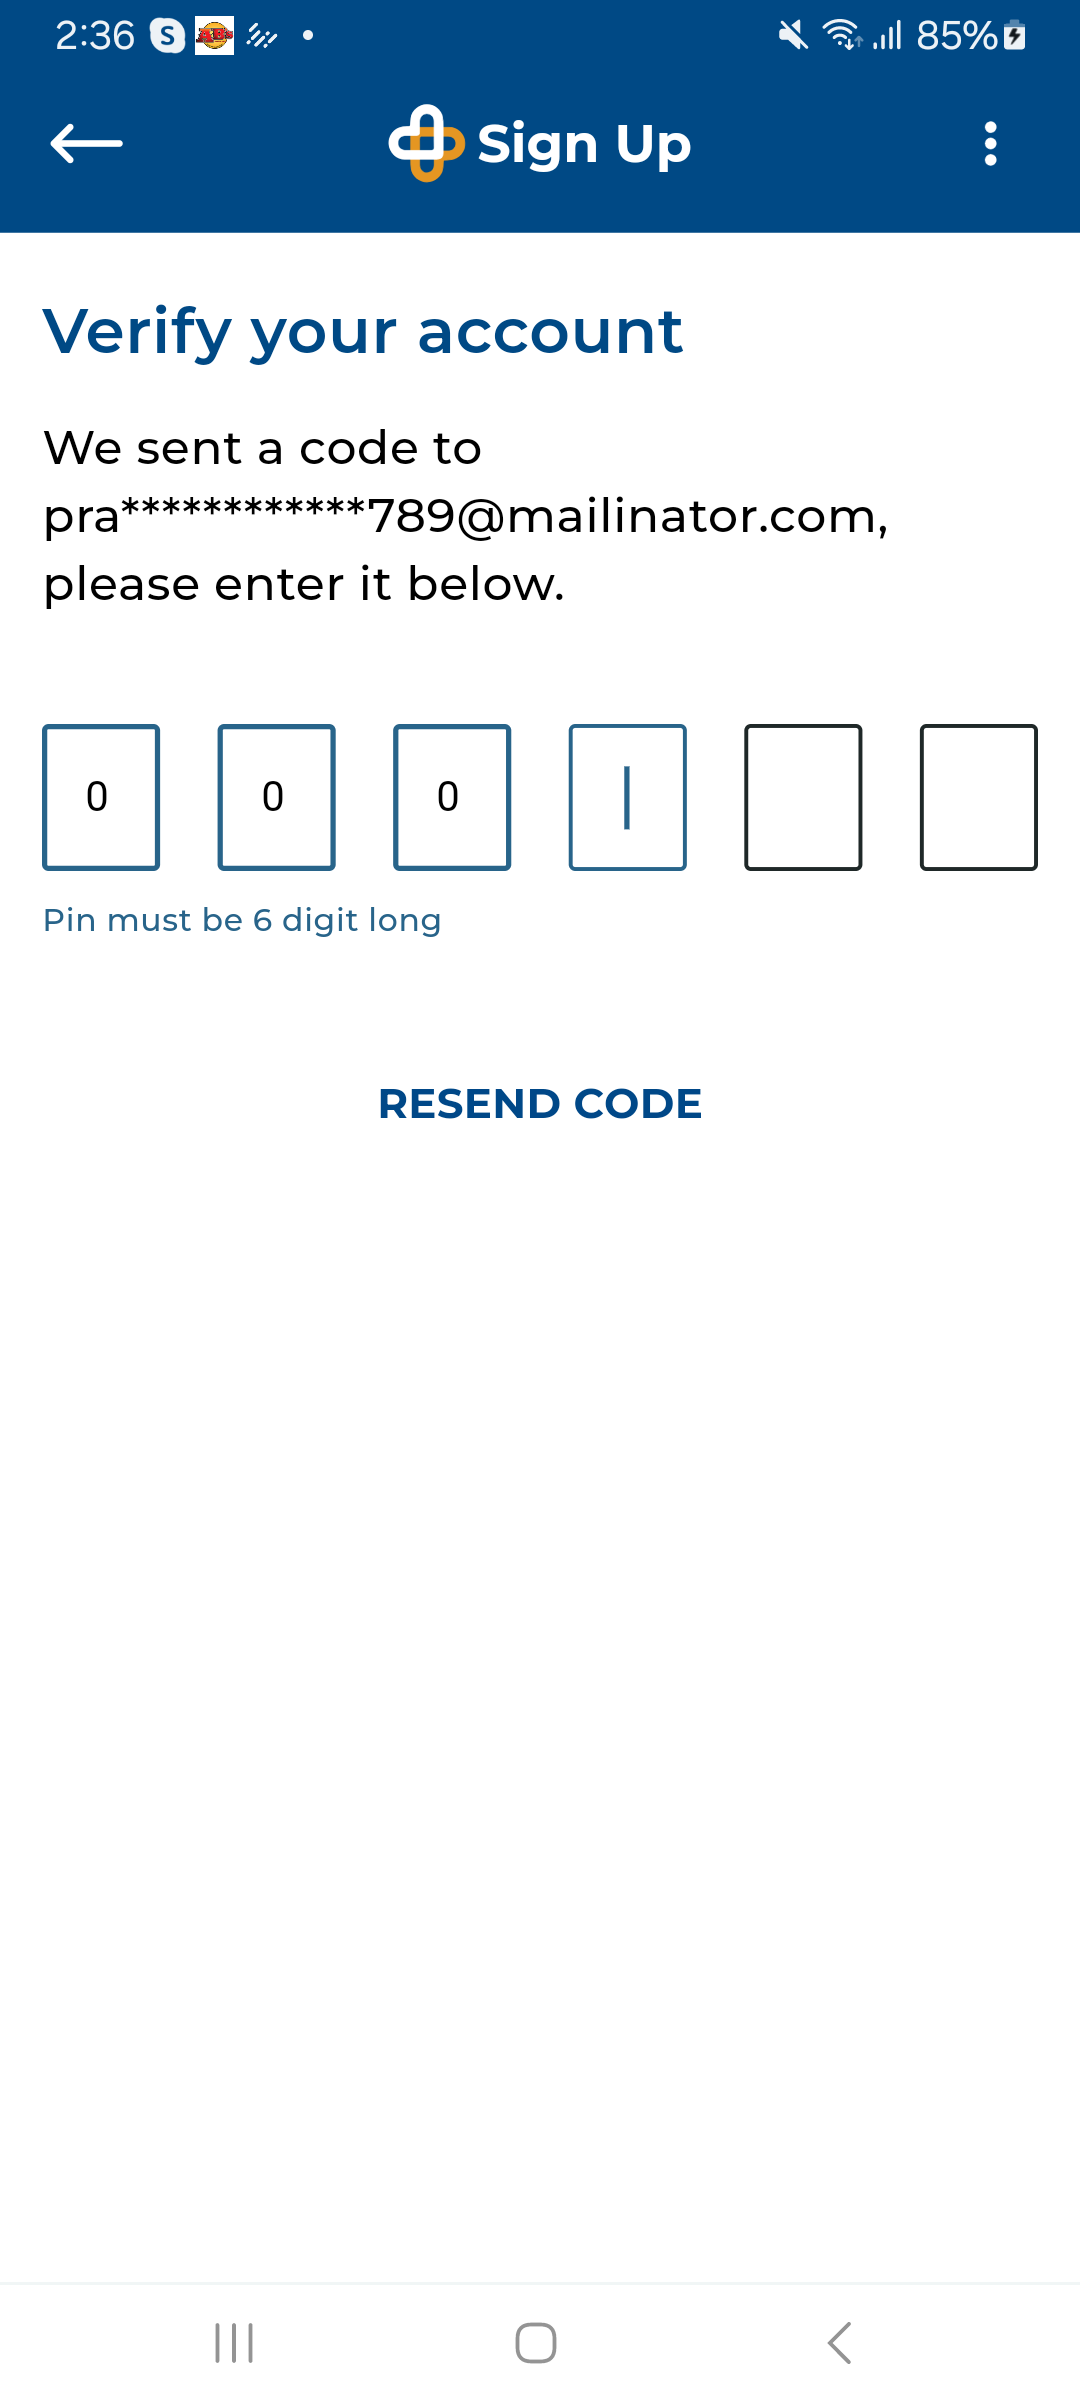 2:36
85%
Sign Up
Verify your account
We sent a code to
pra************789@mailinator.com,
please enter it below.
0 0 0
Pin must be 6 digit long
RESEND CODE